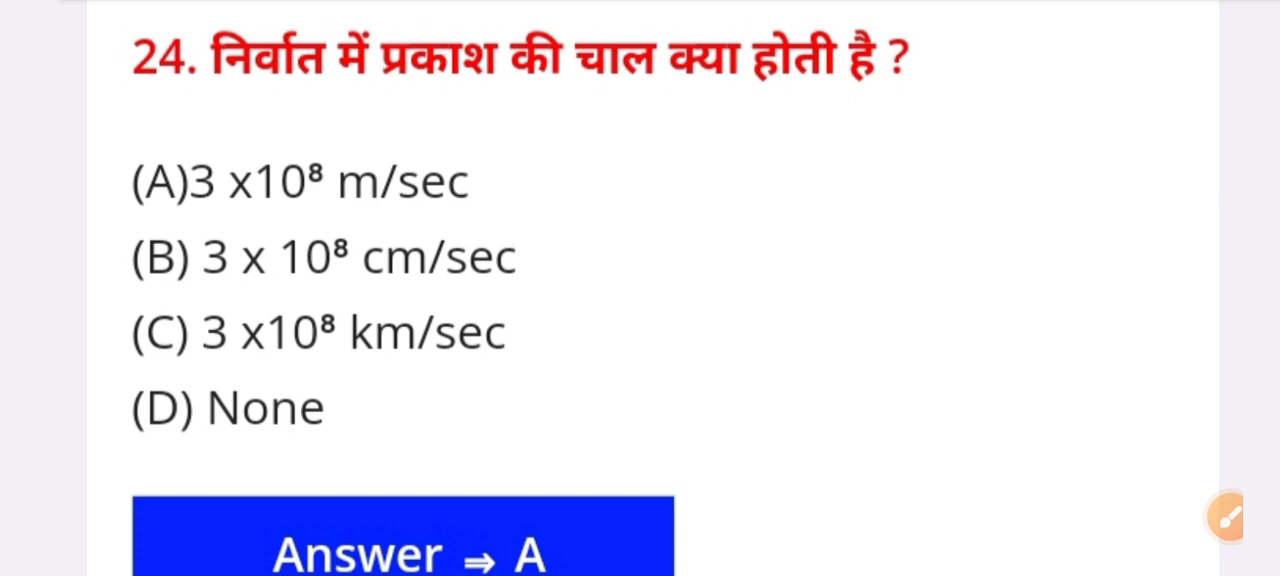 24. निर्वात में प्रकाश की चाल क्या होती है ?
(A)3 x10⁸ m/sec
(B) 3 x 10⁸ cm/sec
(C) 3 x10⁸ km/sec
(D) None
Answer ⇒ A